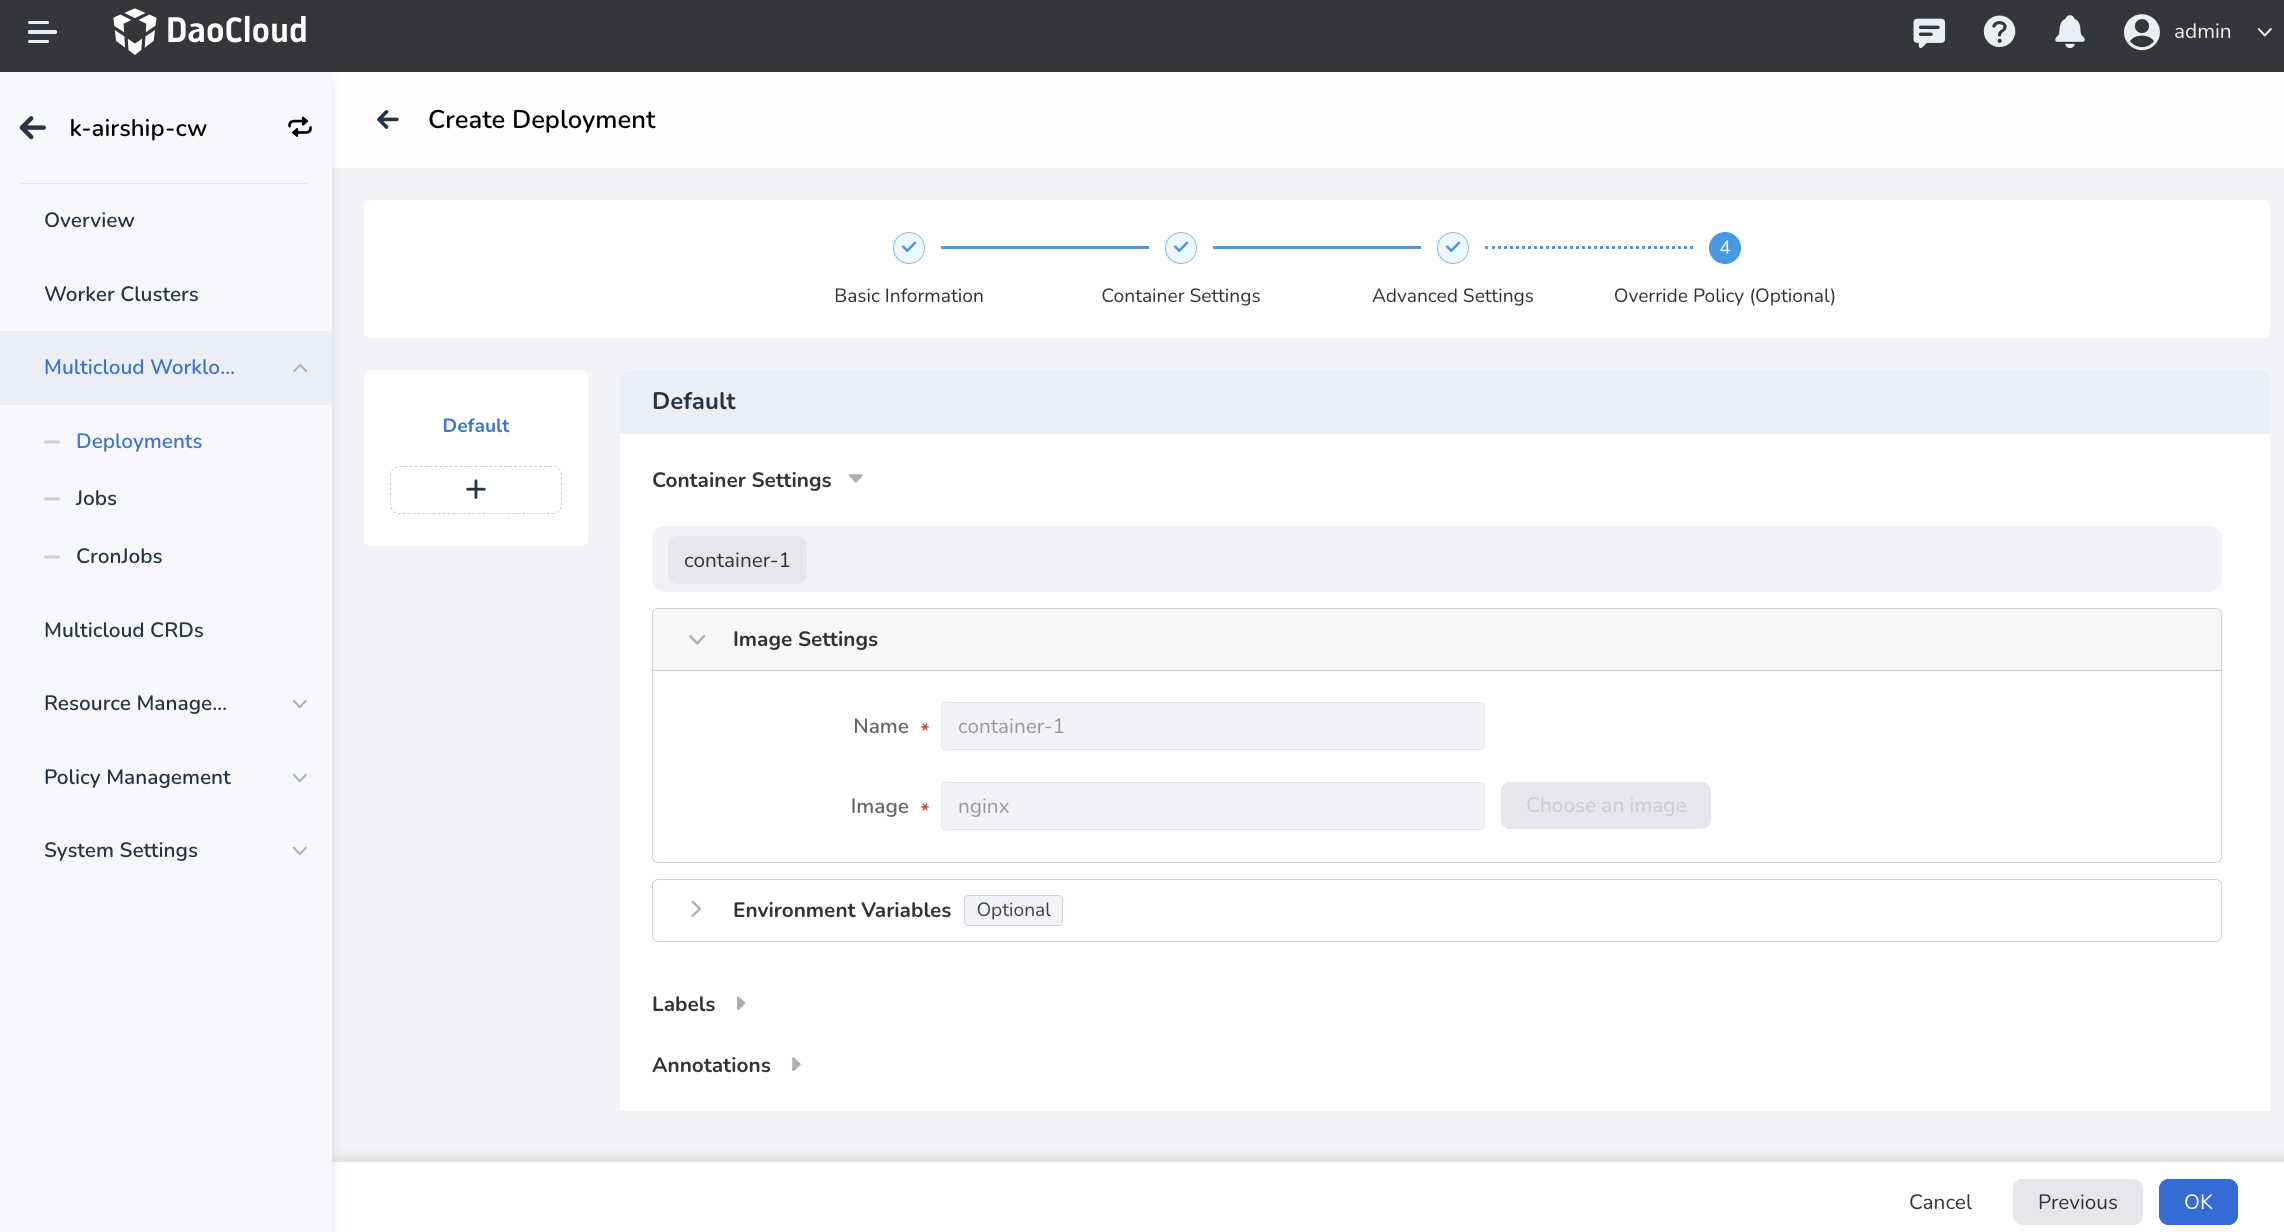 DaoCloud
admin
k-airship-cw
Create Deployment
Overview
Worker Clusters
Multicloud Worklo...
Deployments
Jobs
CronJobs
Multicloud CRDs
Resource Manage...
Policy Management
System Settings
4
Basic Information
Container Settings
Advanced Settings
Override Policy (Optional)
Default
Default
Container Settings
container-1
Image Settings
Name * container-1
Image * nginx Choose an image
Environment Variables Optional
Labels
Annotations
Cancel Previous OK